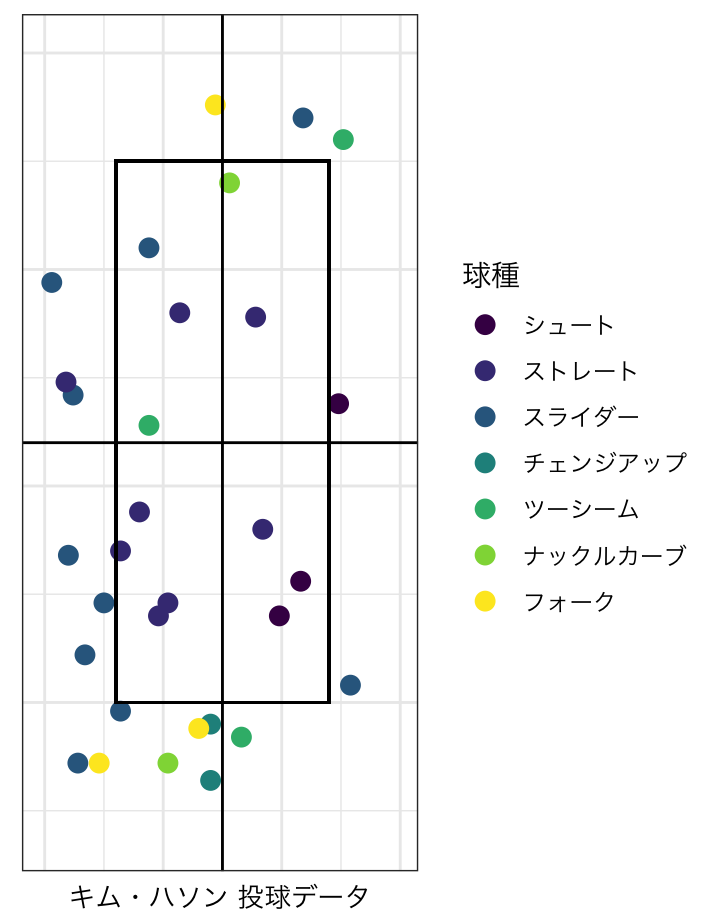 球種
シュート
ストレート
スライダー
チェンジアップ
ツーシーム
ナックルカーブ
フォーク
キム・ハソン 投球データ